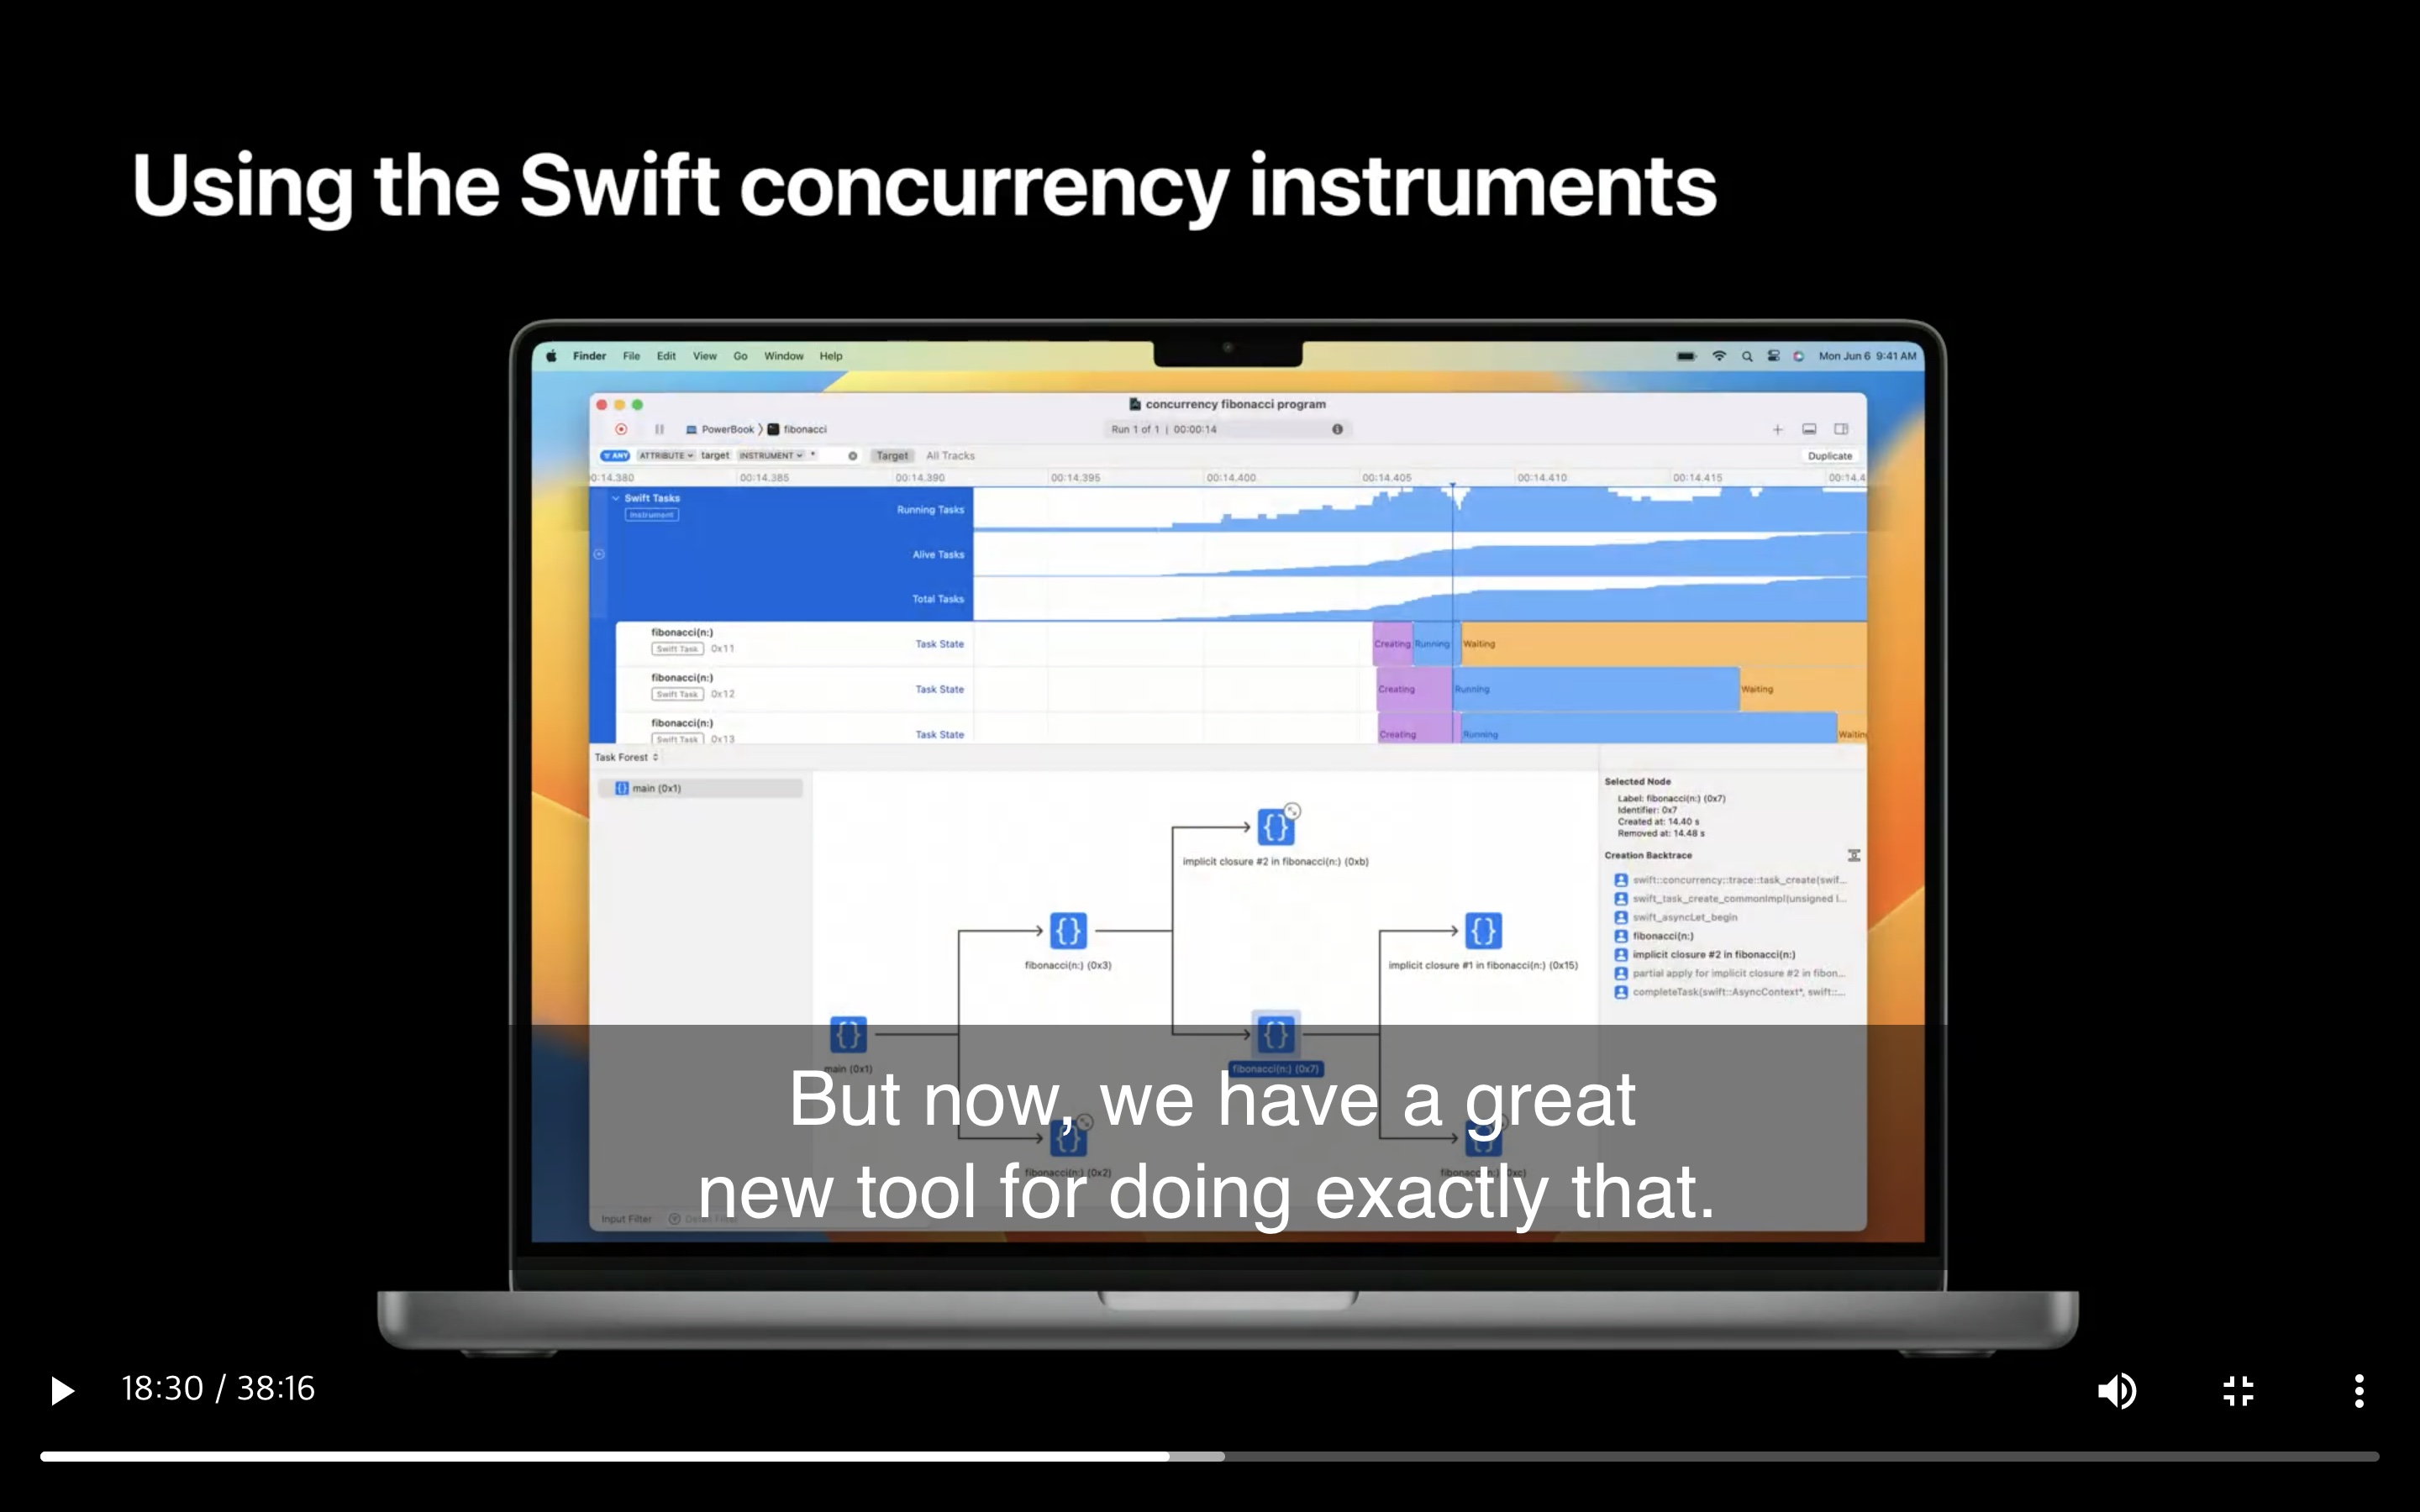 Using the Swift concurrency instruments
Finder File Edit View Go Window Help
Mon Jun 6 9:41 AM
concurrency fibonacci program
PowerBook fibonacci
Run 1 of 1 | 00:00:14
ANY ATTRIBUTE target INSTRUMENT *
Target All Tracks
Duplicate
00:14.385 00:14.390 00:14.395 00:14.400 00:14.405 00:14.410 00:14.415
Swift Tasks
Instrument
Running Tasks
Alive Tasks
Total Tasks
fibonacci(n:)
Swift Task 0x11
Task State
Creating Running Waiting
fibonacci(n:)
Swift Task 0x12
Task State
Creating Running Waiting
fibonacci(n:)
Swift Task 0x13
Task State
Creating Running
Task Forest
main (0x1)
implicit closure #2 in fibonacci(n:) (0xb)
fibonacci(n:) (0x3)
implicit closure #1 in fibonacci(n:) (0x15)
main (0x1)
fibonacci(n:) (0x7)
fibonacci(n:) (0x2)
Selected Node
Label: fibonacci(n:) (0x7)
Identifier: 0x7
Created at: 14.40 s
Removed at: 14.48 s
Creation Backtrace
swift::concurrency::trace::task_create(swif...
swift_task_create_commonImpl(unsigned l...
swift_asyncLet_begin
fibonacci(n:)
implicit closure #2 in fibonacci(n:)
partial apply for implicit closure #2 in fibon...
completeTask(swift::AsyncContext*, swift::...
Input Filter
But now, we have a great
new tool for doing exactly that.
18:30 / 38:16